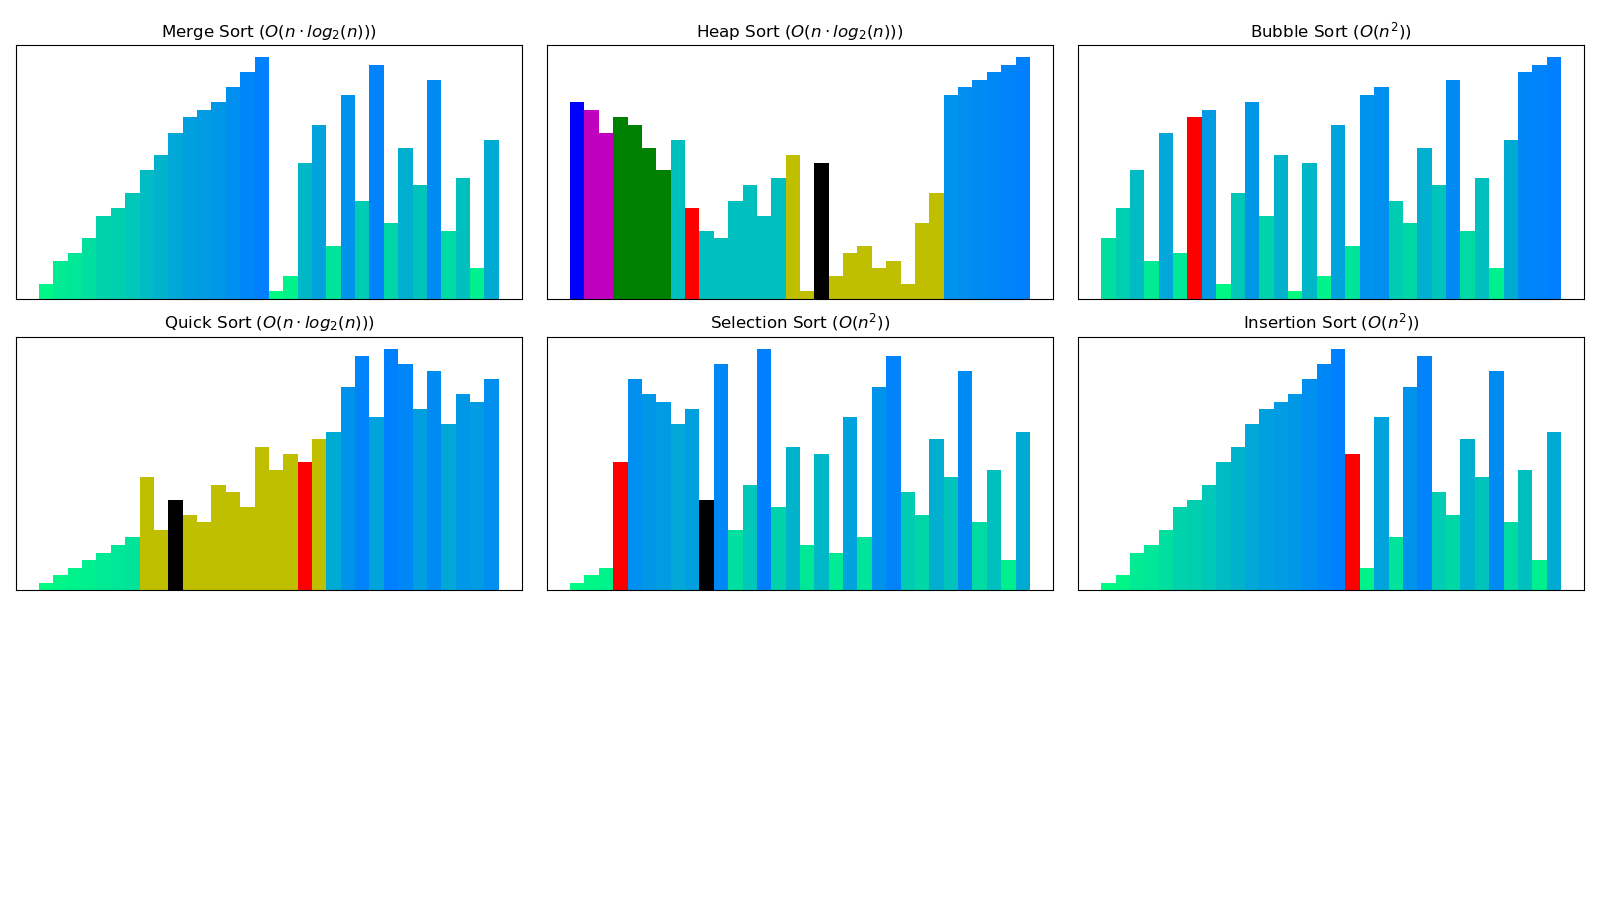 Merge Sort (O(n · log₂(n)))
Heap Sort (O(n · log₂(n)))
Bubble Sort (O(n²))
Quick Sort (O(n · log₂(n)))
Selection Sort (O(n²))
Insertion Sort (O(n²))